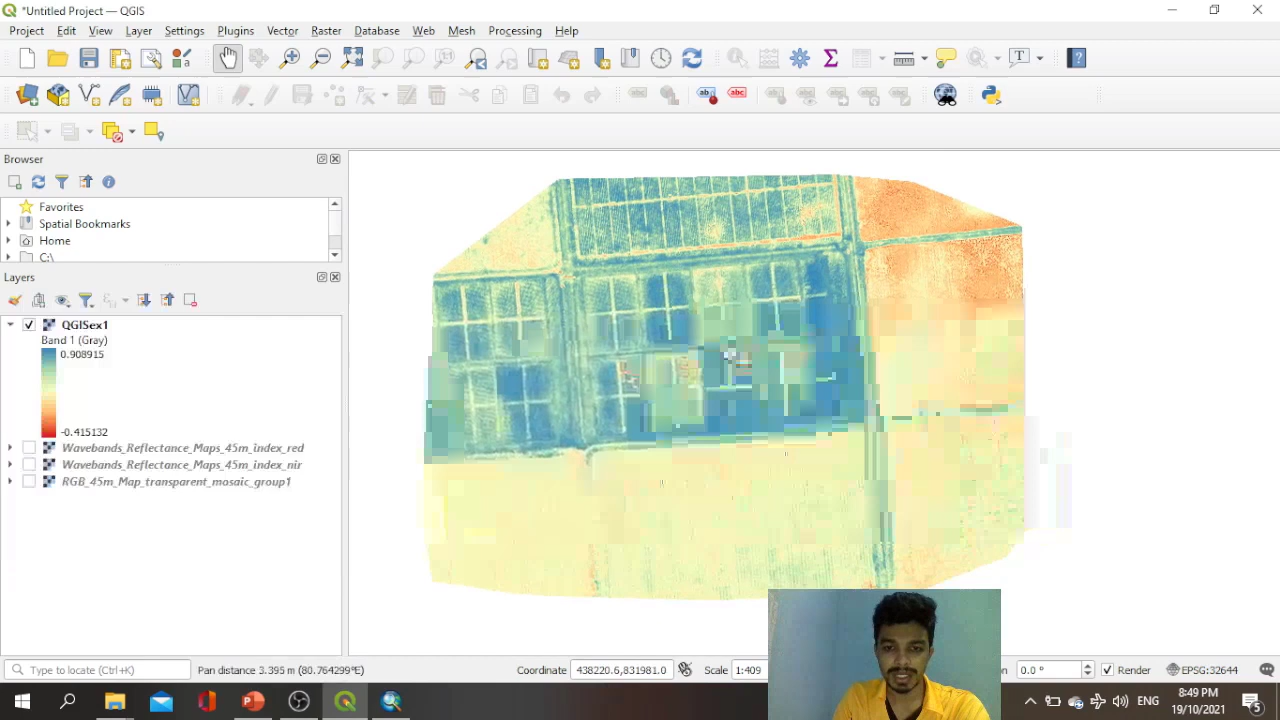 *Untitled Project — QGIS
Project Edit View Layer Settings Plugins Vector Raster Database Web Mesh Processing Help
Browser
Favorites
Spatial Bookmarks
Home
C:\
Layers
QGISex1
Band 1 (Gray)
0.908915
-0.415132
Wavebands_Reflectance_Maps_45m_index_red
Wavebands_Reflectance_Maps_45m_index_nir
RGB_45m_Map_transparent_mosaic_group1
Type to locate (Ctrl+K) Pan distance 3.395 m (80.764299°E) Coordinate 438220.6,831981.0 Scale 1:409 0.0 ° Render EPSG:32644
ENG 8:49 PM
19/10/2021 5